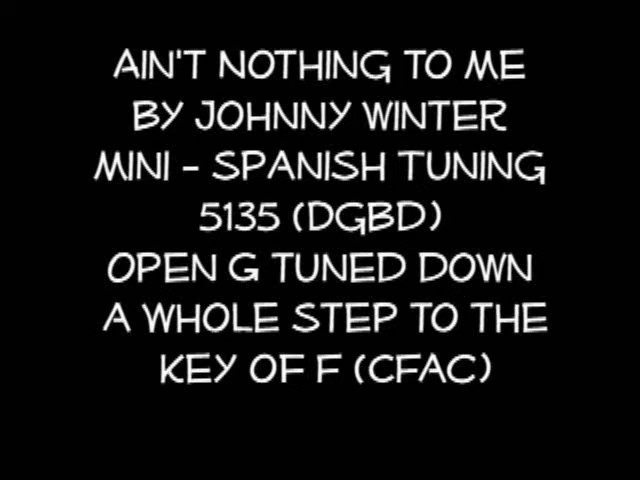 AIN'T NOTHING TO ME
BY JOHNNY WINTER
MINI - SPANISH TUNING
5135 (DGBD)
OPEN G TUNED DOWN
A WHOLE STEP TO THE
KEY OF F (CFAC)